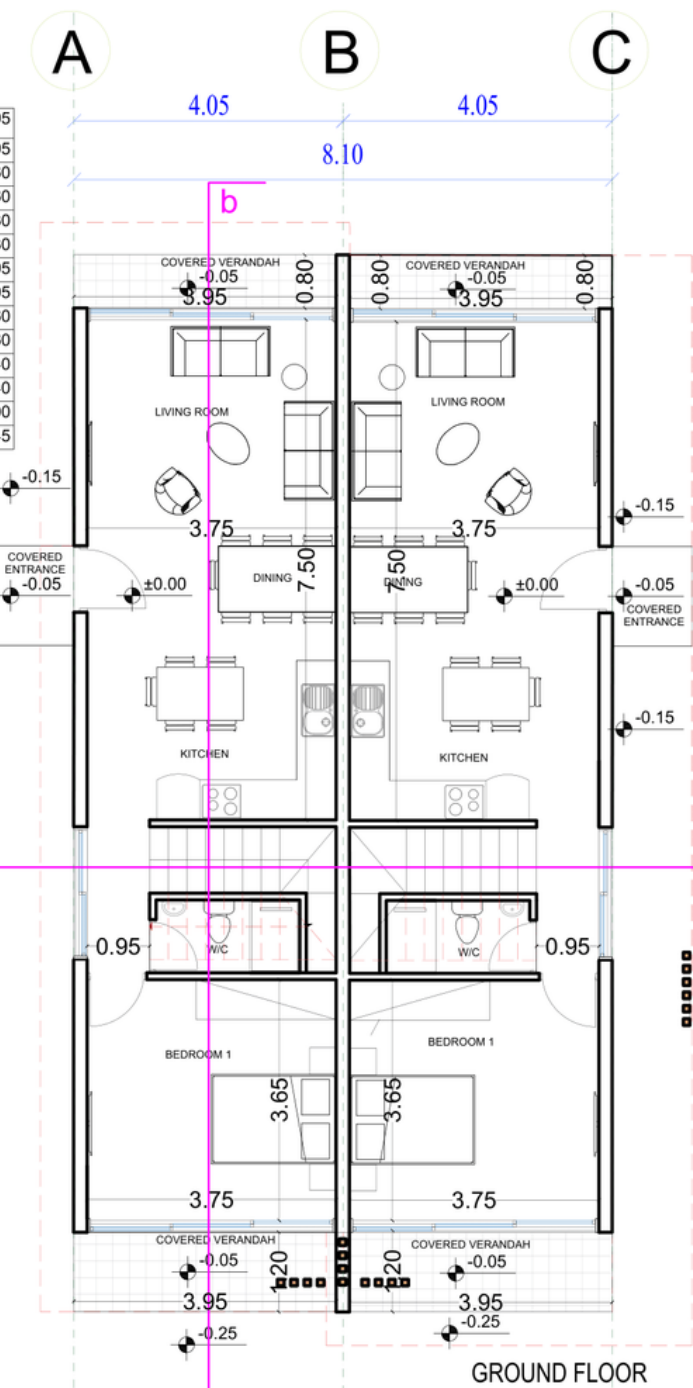 A B C
4.05 4.05
8.10
b
COVERED VERANDAH
-0.05
3.95
0.80
0.80
COVERED VERANDAH
-0.05
3.95
0.80
LIVING ROOM
LIVING ROOM
-0.15
-0.15
3.75
3.75
COVERED
ENTRANCE
-0.05
±0.00
DINING
7.50
7.50
DINING
±0.00
-0.05
COVERED
ENTRANCE
-0.15
KITCHEN
KITCHEN
0.95
W/C
W/C
0.95
BEDROOM 1
BEDROOM 1
3.65
3.65
3.75
3.75
COVERED VERANDAH
-0.05
1.20
3.95
-0.25
COVERED VERANDAH
-0.05
1.20
3.95
-0.25
GROUND FLOOR